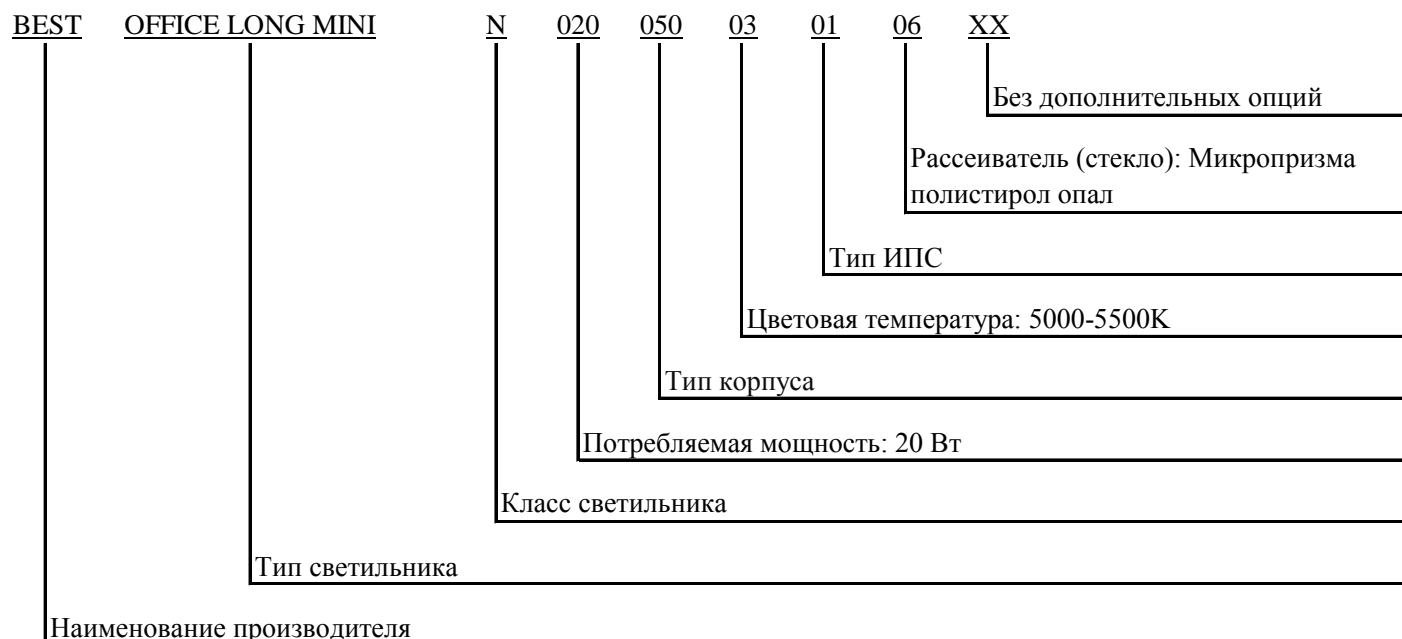 BEST OFFICE LONG MINI N 020 050 03 01 06 XX
Без дополнительных опций
Рассеиватель (стекло): Микропризма
полистирол опал
Тип ИПС
Цветовая температура: 5000-5500K
Тип корпуса
Потребляемая мощность: 20 Вт
Класс светильника
Тип светильника
Наименование производителя